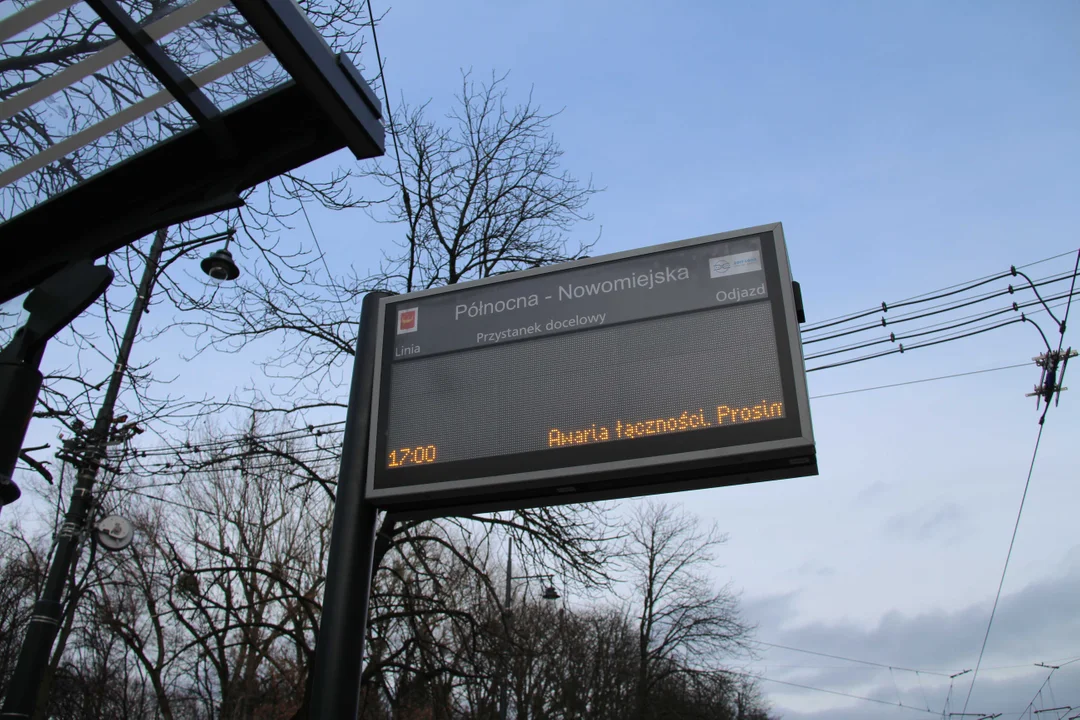 Północna - Nowomiejska
Linia
Przystanek docelowy
Odjazd
17:00
Awaria łączności. Prosim